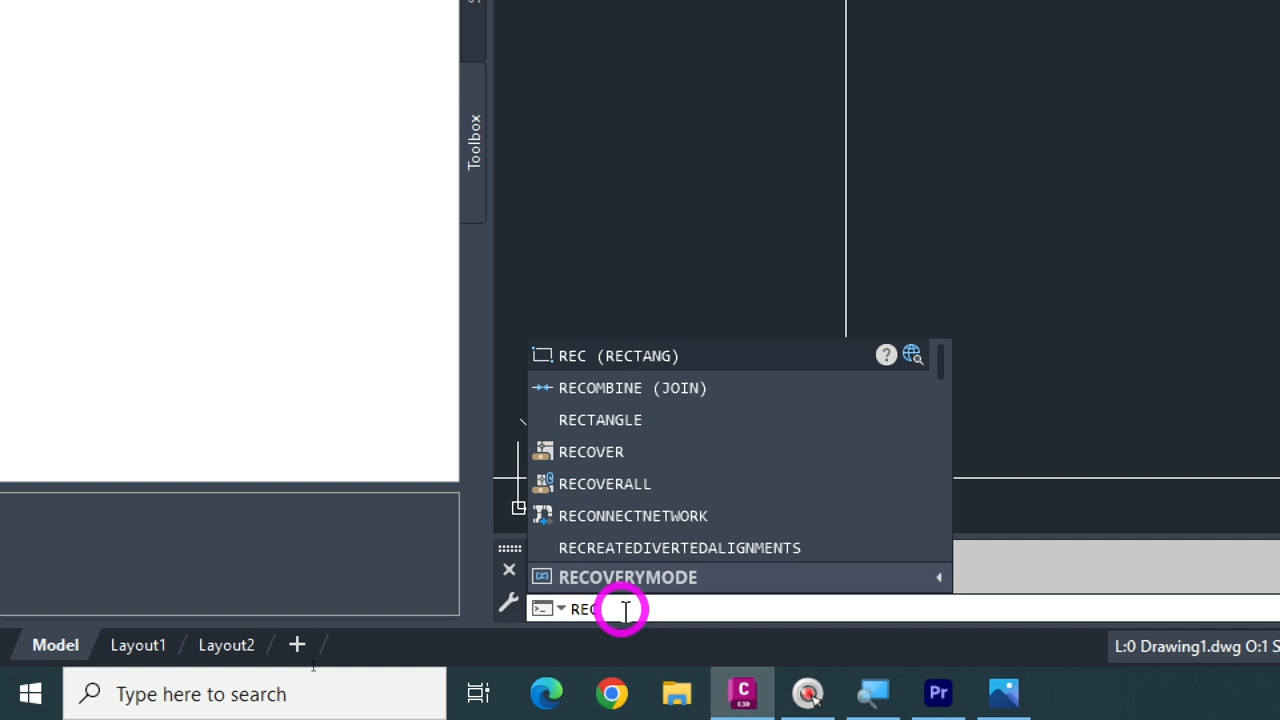 Toolbox
REC (RECTANG)
RECOMBINE (JOIN)
RECTANGLE
RECOVER
RECOVERALL
RECONNECTNETWORK
RECREATEDIVERTEDALIGNMENTS
RECOVERYMODE
REC
Model
Layout1
Layout2
L:0 Drawing1.dwg O:1 S
Type here to search
C
C3D
Pr